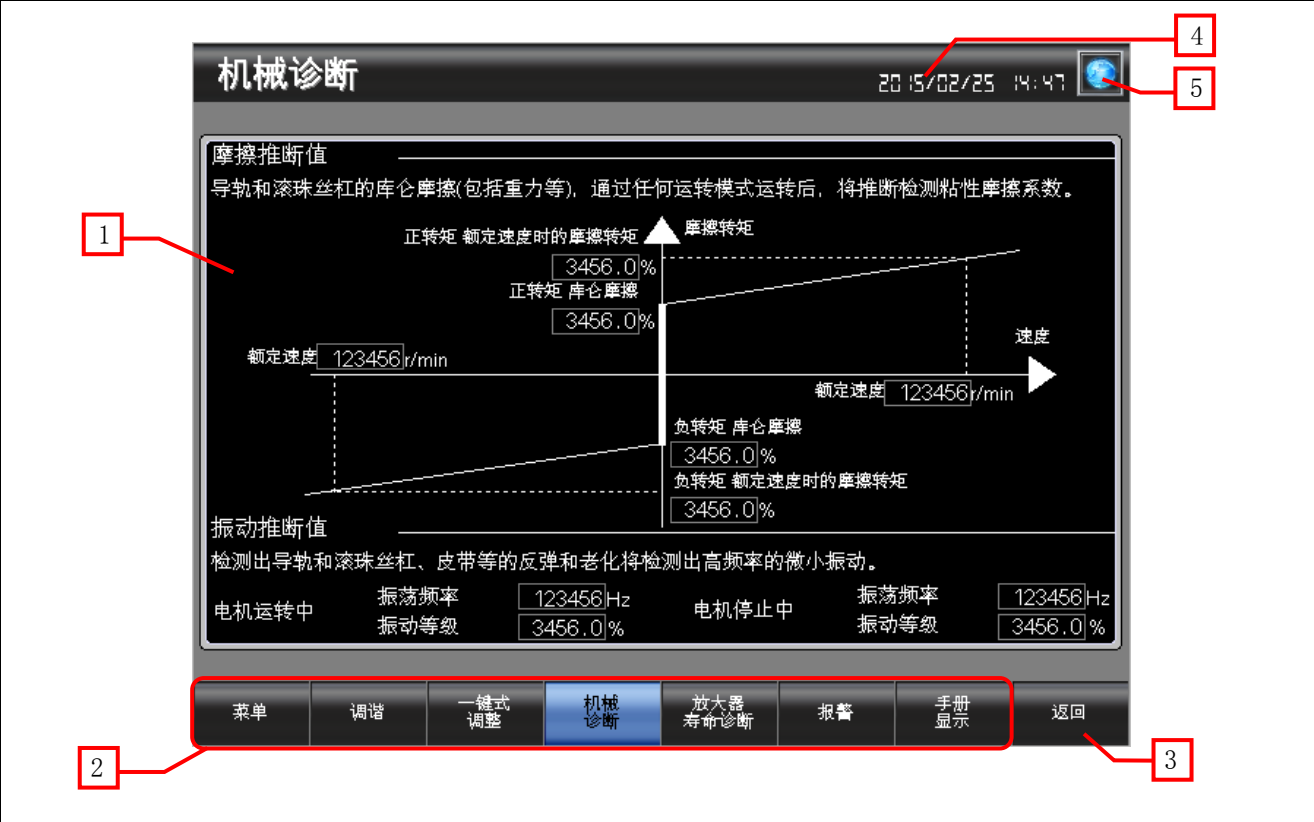 4
机械诊断
2015/02/25 14:47
5
摩擦推断值
导轨和滚珠丝杠的库仑摩擦(包括重力等)，通过任何运转模式运转后，将推断检测粘性摩擦系数。
1
正转矩 额定速度时的摩擦转矩
摩擦转矩
3456.0%
正转矩 库仑摩擦
3456.0%
速度
额定速度 123456r/min
额定速度 123456r/min
负转矩 库仑摩擦
3456.0%
负转矩 额定速度时的摩擦转矩
3456.0%
振动推断值
检测出导轨和滚珠丝杠、皮带等的反弹和老化将检测出高频率的微小振动。
电机运转中
振荡频率 123456Hz
振动等级 3456.0%
电机停止中
振荡频率 123456Hz
振动等级 3456.0%
菜单
调谐
一键式
调整
机械
诊断
放大器
寿命诊断
报警
手册
显示
返回
2
3